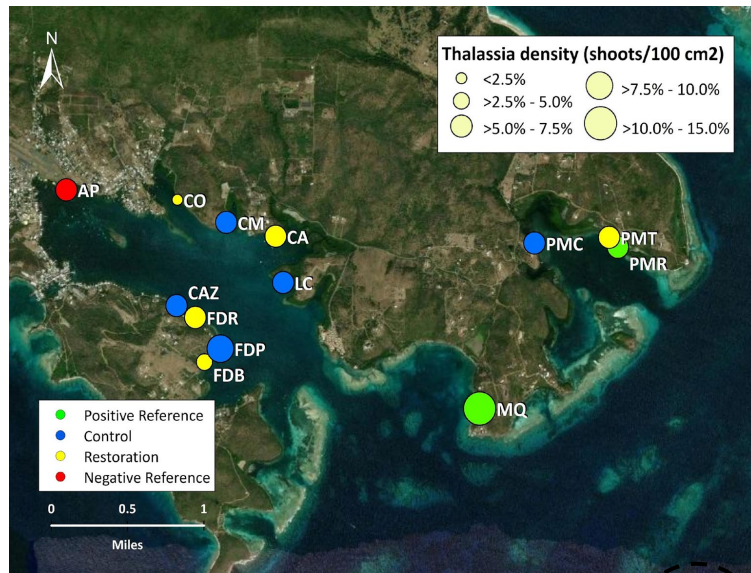 N
Thalassia density (shoots/100 cm2)
<2.5%
>2.5% - 5.0%
>5.0% - 7.5%
>7.5% - 10.0%
>10.0% - 15.0%
AP
CO
CM
CA
LC
PMC
PMT
PMR
CAZ
FDR
FDP
FDB
MQ
Positive Reference
Control
Restoration
Negative Reference
0 0.5 1
Miles